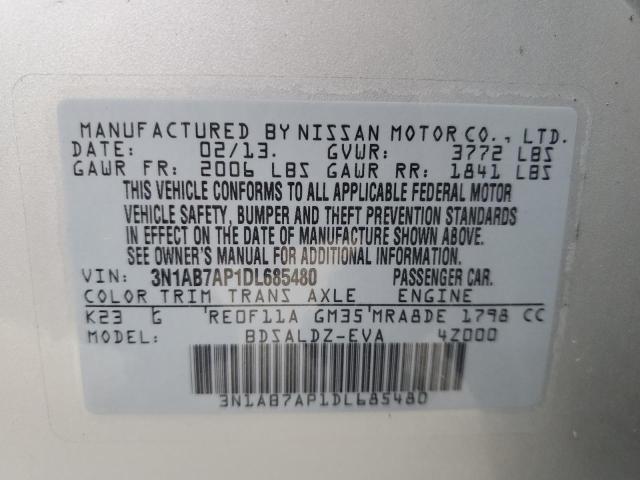 MANUFACTURED BY NISSAN MOTOR CO., LTD.
DATE: 02/13. GVWR: 3772 LBS
GAWR FR: 2006 LBS GAWR RR: 1841 LBS
THIS VEHICLE CONFORMS TO ALL APPLICABLE FEDERAL MOTOR
VEHICLE SAFETY, BUMPER AND THEFT PREVENTION STANDARDS
IN EFFECT ON THE DATE OF MANUFACTURE SHOWN ABOVE.
SEE OWNER'S MANUAL FOR ADDITIONAL INFORMATION.
VIN: 3N1AB7AP1DL685480 PASSENGER CAR.
COLOR TRIM TRANS AXLE ENGINE
K23 G RE0F11A GM35 MRA8DE 1798 CC
MODEL: BDSALDZ-EVA 4Z000
3N1AB7AP1DL685480